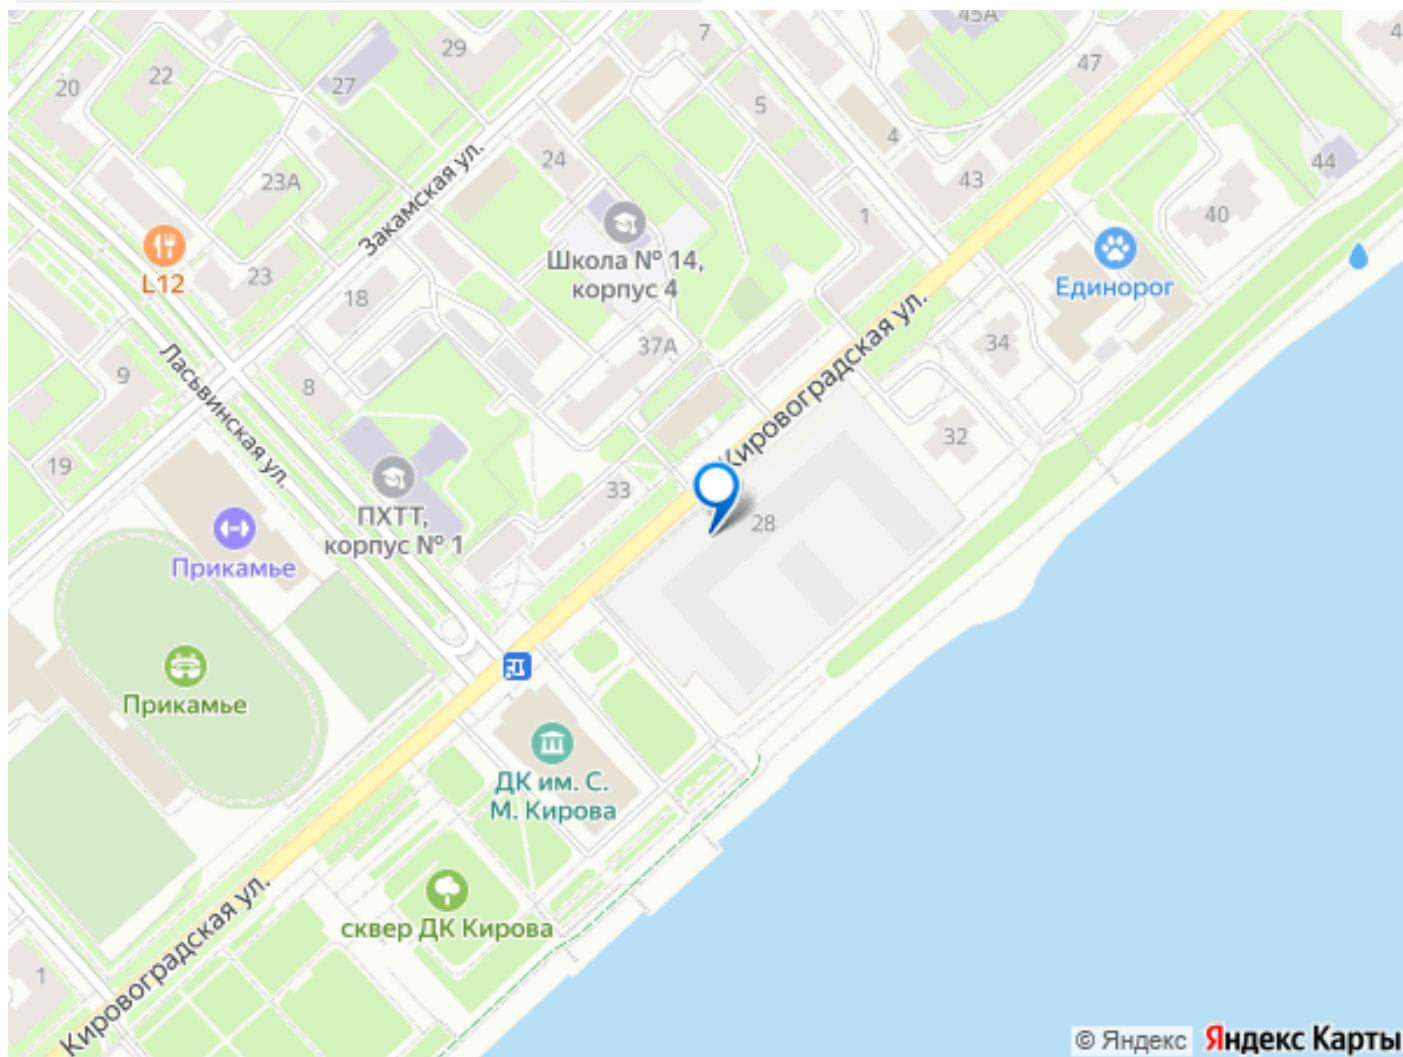 45А
7
4
29
47
22
27
20
5
4
24
44
23А
43
1
40
Закамская ул.
Школа № 14,
корпус 4
L12
23
18
Единорог
37А
34
Кировоградская ул.
9
8
Ласьвинская ул.
32
19
33
28
ПХТТ,
корпус № 1
Прикамье
Прикамье
ДК им. С.
М. Кирова
сквер ДК Кирова
Кировоградская ул.
1
© Яндекс Яндекс Карты